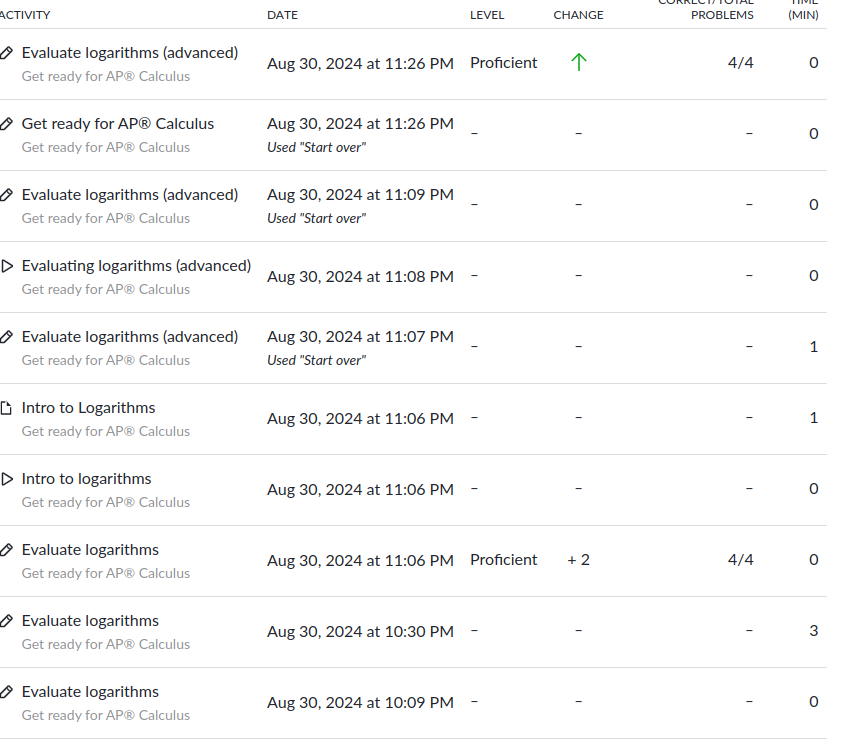 CORRECT/TOTAL TIME
ACTIVITY DATE LEVEL CHANGE PROBLEMS (MIN)
Evaluate logarithms (advanced)
Get ready for AP® Calculus
Aug 30, 2024 at 11:26 PM Proficient ↑ 4/4 0
Get ready for AP® Calculus
Get ready for AP® Calculus
Aug 30, 2024 at 11:26 PM
Used "Start over"
– – – 0
Evaluate logarithms (advanced)
Get ready for AP® Calculus
Aug 30, 2024 at 11:09 PM
Used "Start over"
– – – 0
Evaluating logarithms (advanced)
Get ready for AP® Calculus
Aug 30, 2024 at 11:08 PM – – – 0
Evaluate logarithms (advanced)
Get ready for AP® Calculus
Aug 30, 2024 at 11:07 PM
Used "Start over"
– – – 1
Intro to Logarithms
Get ready for AP® Calculus
Aug 30, 2024 at 11:06 PM – – – 1
Intro to logarithms
Get ready for AP® Calculus
Aug 30, 2024 at 11:06 PM – – – 0
Evaluate logarithms
Get ready for AP® Calculus
Aug 30, 2024 at 11:06 PM Proficient + 2 4/4 0
Evaluate logarithms
Get ready for AP® Calculus
Aug 30, 2024 at 10:30 PM – – – 3
Evaluate logarithms
Get ready for AP® Calculus
Aug 30, 2024 at 10:09 PM – – – 0